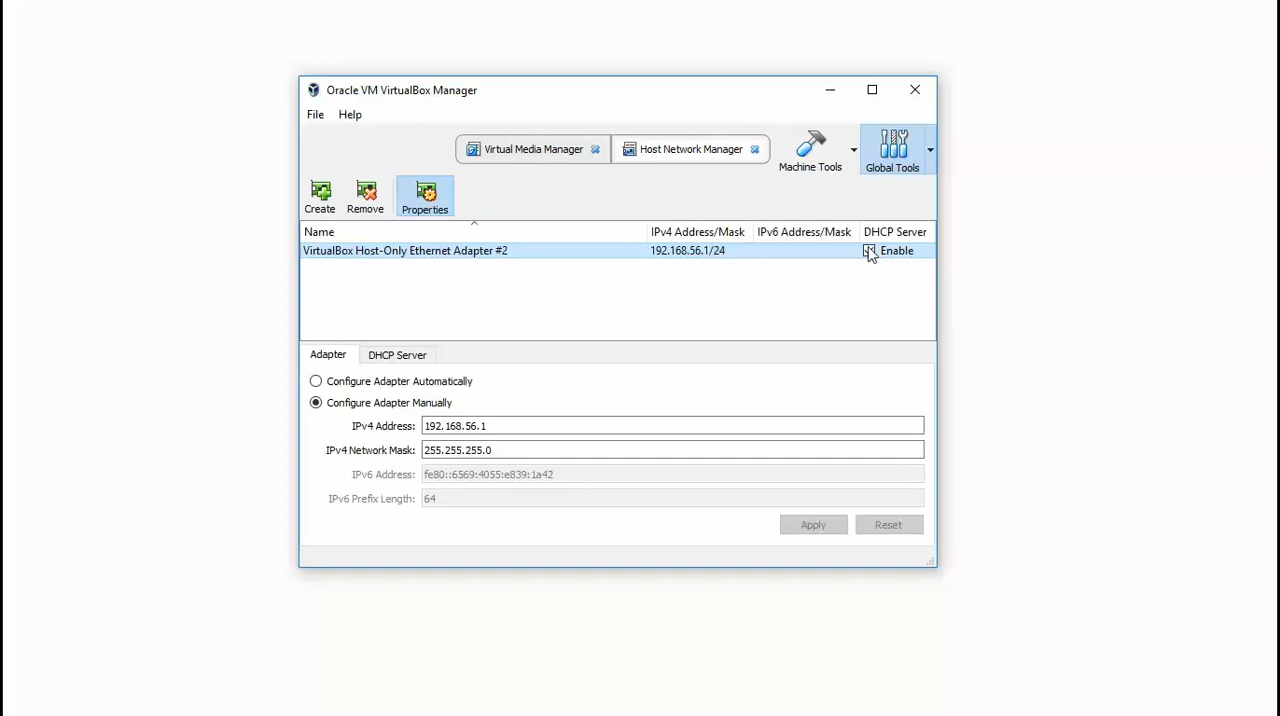 Oracle VM VirtualBox Manager
File Help
Virtual Media Manager Host Network Manager
Machine Tools Global Tools
Create Remove Properties
Name IPv4 Address/Mask IPv6 Address/Mask DHCP Server
VirtualBox Host-Only Ethernet Adapter #2 192.168.56.1/24 Enable
Adapter DHCP Server
Configure Adapter Automatically
Configure Adapter Manually
IPv4 Address: 192.168.56.1
IPv4 Network Mask: 255.255.255.0
IPv6 Address: fe80::6569:4055:e839:1a42
IPv6 Prefix Length: 64
Apply Reset